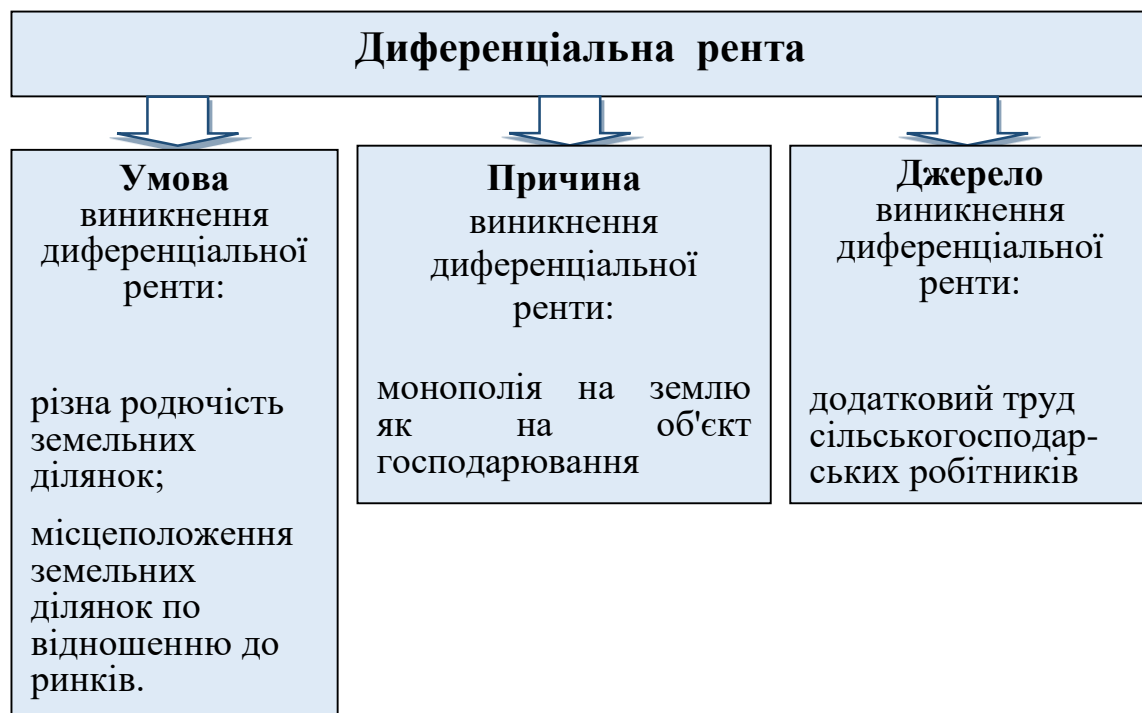 Диференціальна рента
Умова
виникнення
диференціальної
ренти:
різна родючість
земельних
ділянок;
місцеположення
земельних
ділянок по
відношенню до
ринків.
Причина
виникнення
диференціальної
ренти:
монополія на землю
як на об'єкт
господарювання
Джерело
виникнення
диференціальної
ренти:
додатковий труд
сільськогосподар-
ських робітників